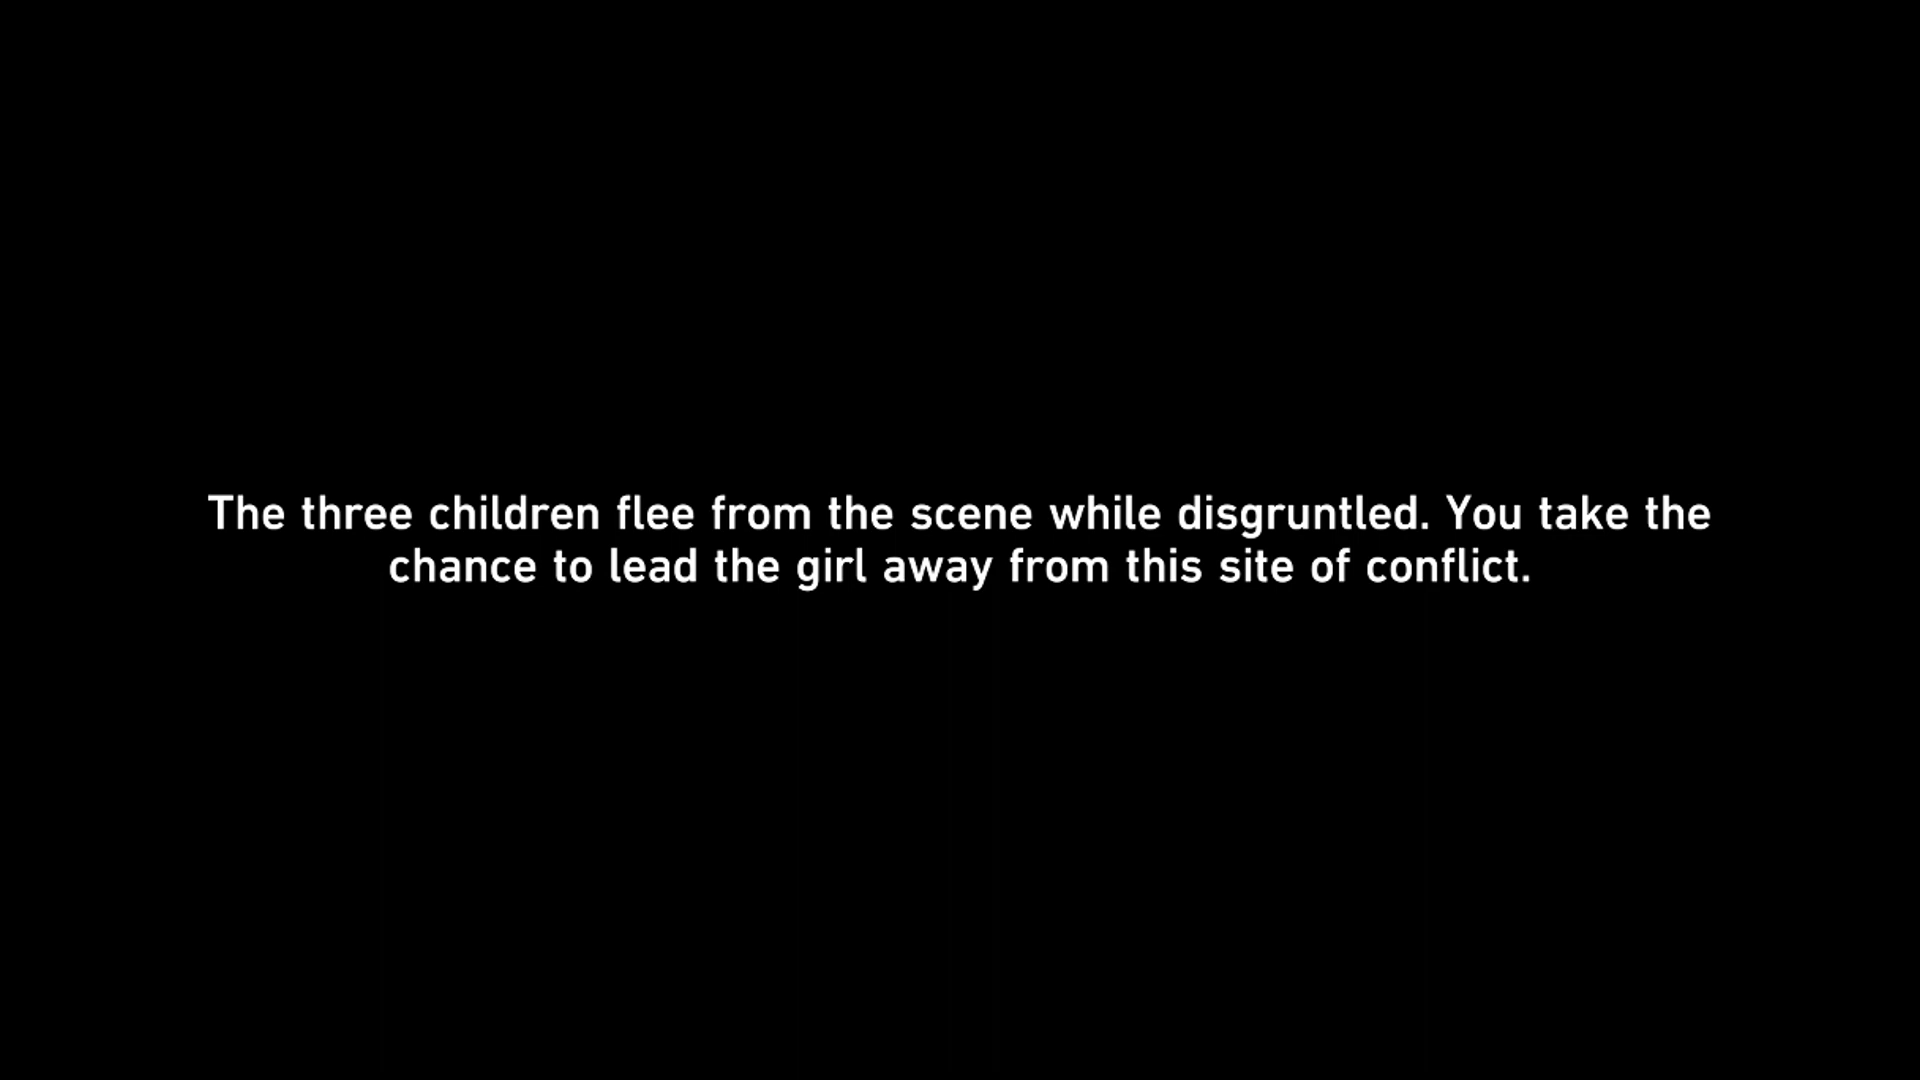 The three children flee from the scene while disgruntled. You take the
chance to lead the girl away from this site of conflict.